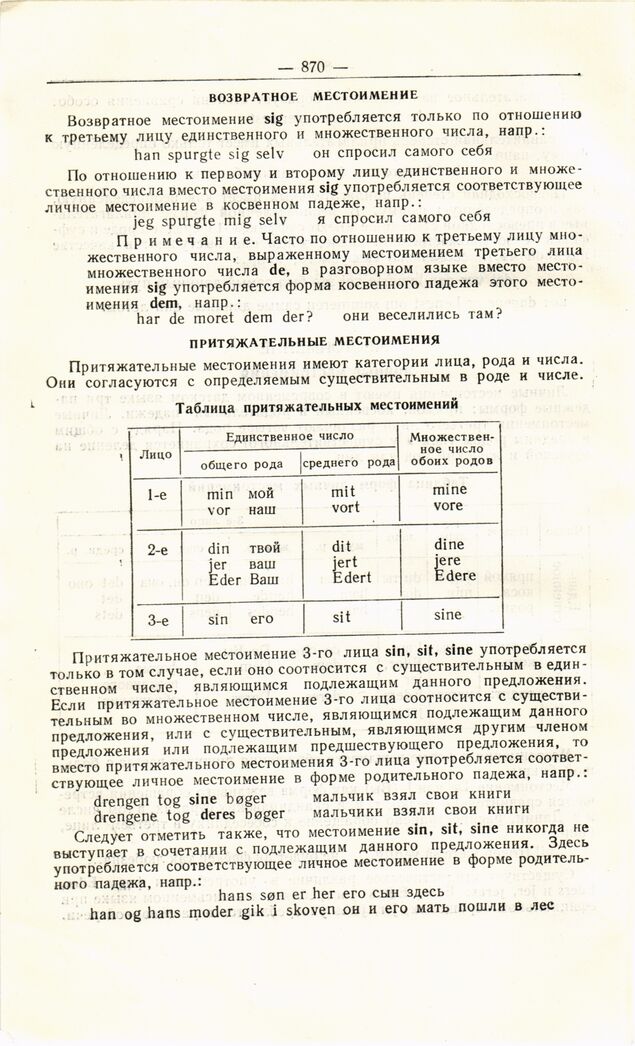 — 870 —
ВОЗВРАТНОЕ МЕСТОИМЕНИЕ
Возвратное местоимение sig употребляется только по отношению
к третьему лицу единственного и множественного числа, напр.:
han spurgte sig selv он спросил самого себя
По отношению к первому и второму лицу единственного и множе-
ственного числа вместо местоимения sig употребляется соответствующее
личное местоимение в косвенном падеже, напр.:
jeg spurgte mig selv я спросил самого себя
Примечание. Часто по отношению к третьему лицу мно-
жественного числа, выраженному местоимением третьего лица
множественного числа de, в разговорном языке вместо место-
имения sig употребляется форма косвенного падежа этого место-
имения dem, напр.:
har de moret dem der? они веселились там?
ПРИТЯЖАТЕЛЬНЫЕ МЕСТОИМЕНИЯ
Притяжательные местоимения имеют категории лица, рода и числа.
Они согласуются с определяемым существительным в роде и числе.
Таблица притяжательных местоимений
Лицо
Единственное число
общего рода среднего рода
Множествен-
ное число
обоих родов
1-е min мой mit mine
vor наш vort vore
2-е din твой dit dine
jer ваш jert jere
Eder Ваш Edert Edere
3-е sin его sit sine
Притяжательное местоимение 3-го лица sin, sit, sine употребляется
только в том случае, если оно соотносится с существительным в един-
ственном числе, являющимся подлежащим данного предложения.
Если притяжательное местоимение 3-го лица соотносится с существи-
тельным во множественном числе, являющимся подлежащим данного
предложения, или с существительным, являющимся другим членом
предложения или подлежащим предшествующего предложения, то
вместо притяжательного местоимения 3-го лица употребляется соответ-
ствующее личное местоимение в форме родительного падежа, напр.:
drengen tog sine bøger мальчик взял свои книги
drengene tog deres bøger мальчики взяли свои книги
Следует отметить также, что местоимение sin, sit, sine никогда не
выступает в сочетании с подлежащим данного предложения. Здесь
употребляется соответствующее личное местоимение в форме родитель-
ного падежа, напр.:
hans søn er her его сын здесь
han og hans moder gik i skoven он и его мать пошли в лес